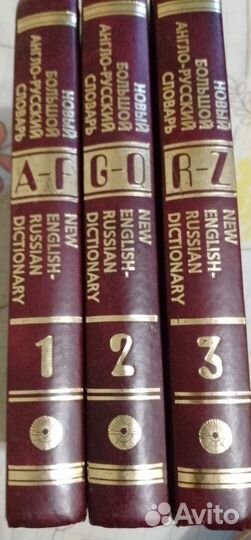 НОВЫЙ
БОЛЬШОЙ
АНГЛО-РУССКИЙ
СЛОВАРЬ
A-F
NEW
ENGLISH-
RUSSIAN
DICTIONARY
1
НОВЫЙ
БОЛЬШОЙ
АНГЛО-РУССКИЙ
СЛОВАРЬ
G-Q
NEW
ENGLISH-
RUSSIAN
DICTIONARY
2
НОВЫЙ
БОЛЬШОЙ
АНГЛО-РУССКИЙ
СЛОВАРЬ
R-Z
NEW
ENGLISH-
RUSSIAN
DICTIONARY
3
Avito